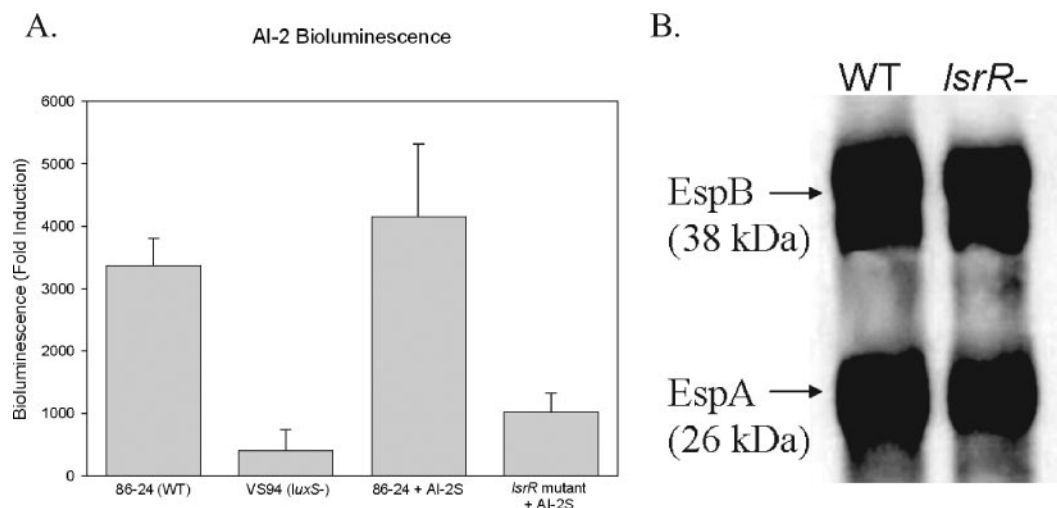 A.
AI-2 Bioluminescence
Bioluminescence (Fold Induction)
6000
5000
4000
3000
2000
1000
0
86-24 (WT)
VS94 (luxS-)
86-24 + AI-2S
lsrR mutant
+ AI-2S
B.
WT lsrR-
EspB
(38 kDa)
EspA
(26 kDa)